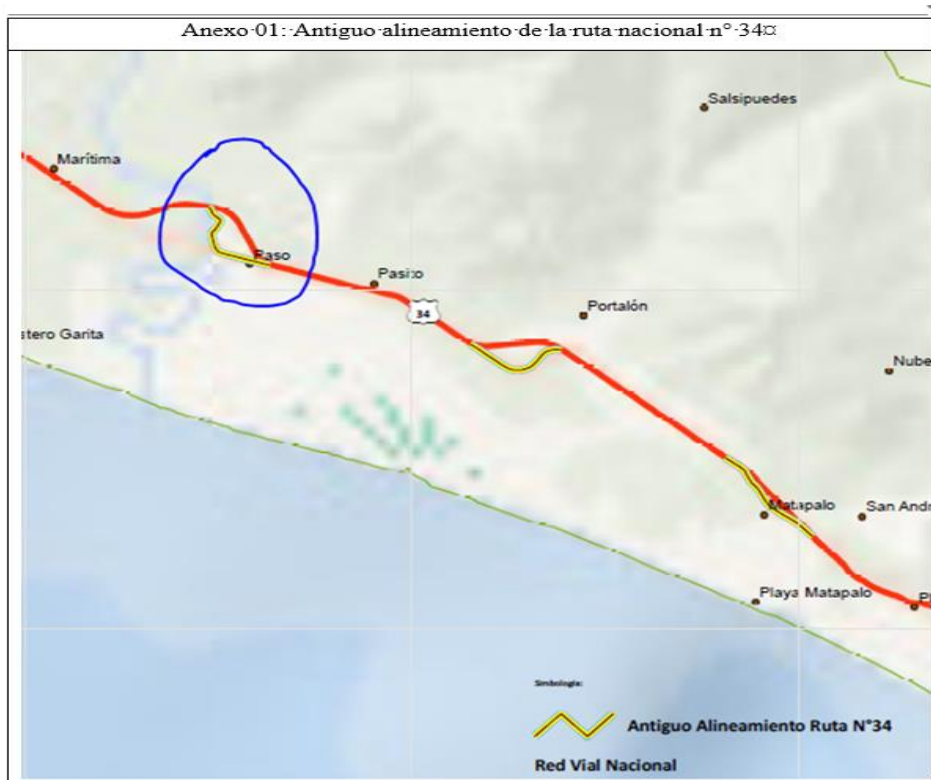 Anexo 01: Antiguo alineamiento de la ruta nacional n° 34¤
Salsipuedes
Marítima
Paso
Pasito
34
Portalón
stero Garita
Nube
Matapalo
San Andr
Playa Matapalo
Simbología:
Antiguo Alineamiento Ruta N°34
Red Vial Nacional